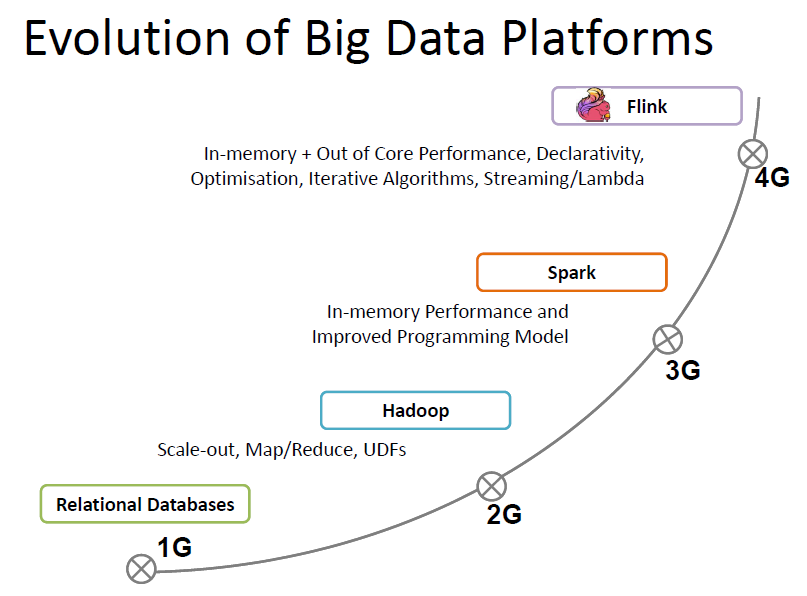 Evolution of Big Data Platforms
Flink
In-memory + Out of Core Performance, Declarativity,
Optimisation, Iterative Algorithms, Streaming/Lambda
4G
Spark
In-memory Performance and
Improved Programming Model
3G
Hadoop
Scale-out, Map/Reduce, UDFs
2G
Relational Databases
1G